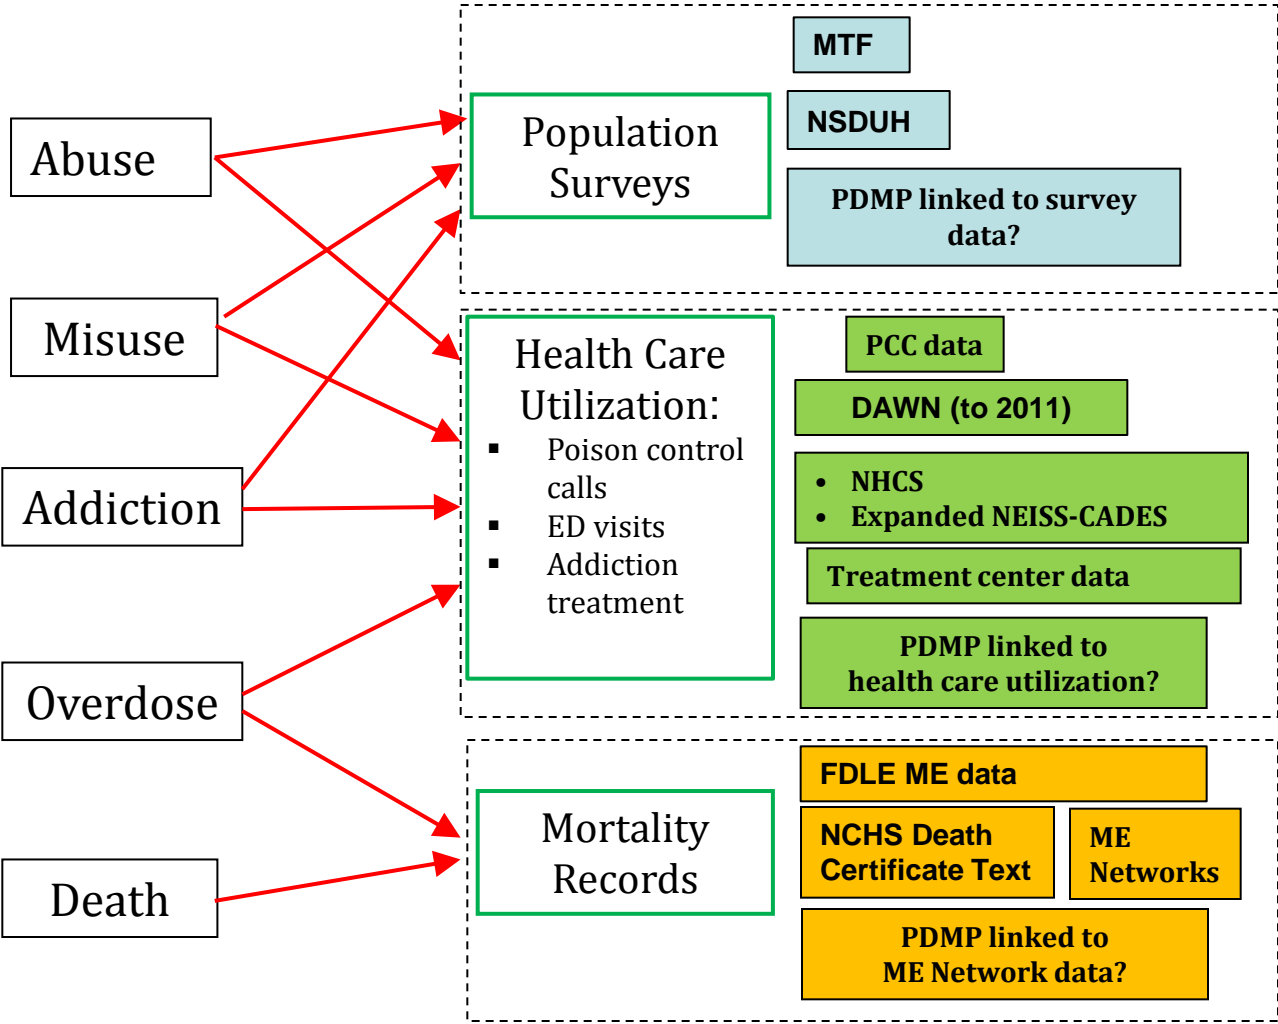 Abuse
Misuse
Addiction
Overdose
Death
Population
Surveys
MTF
NSDUH
PDMP linked to survey
data?
Health Care
Utilization:
▪ Poison control
calls
▪ ED visits
▪ Addiction
treatment
PCC data
DAWN (to 2011)
• NHCS
• Expanded NEISS-CADES
Treatment center data
PDMP linked to
health care utilization?
Mortality
Records
FDLE ME data
NCHS Death
Certificate Text
ME
Networks
PDMP linked to
ME Network data?